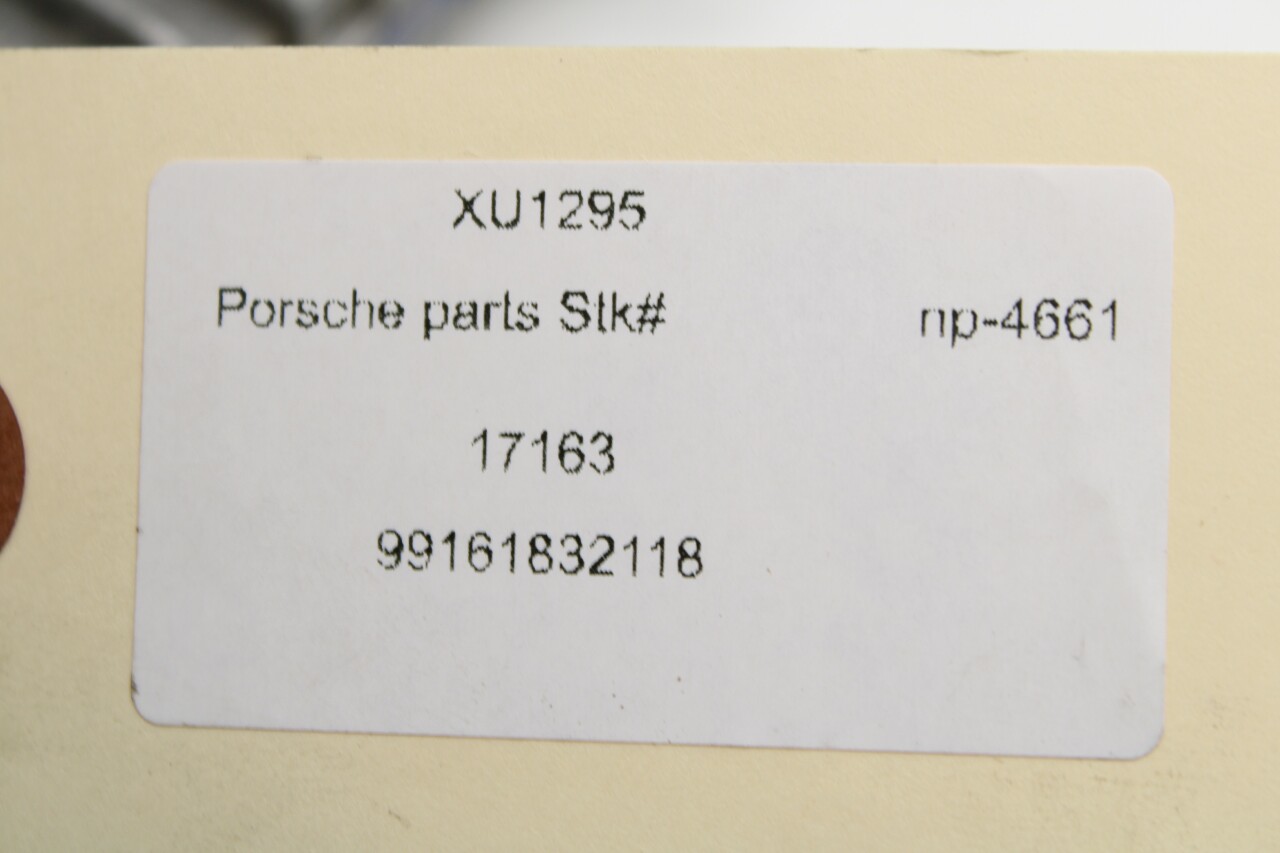 XU1295
Porsche parts Stk# np-4661
17163
99161832118